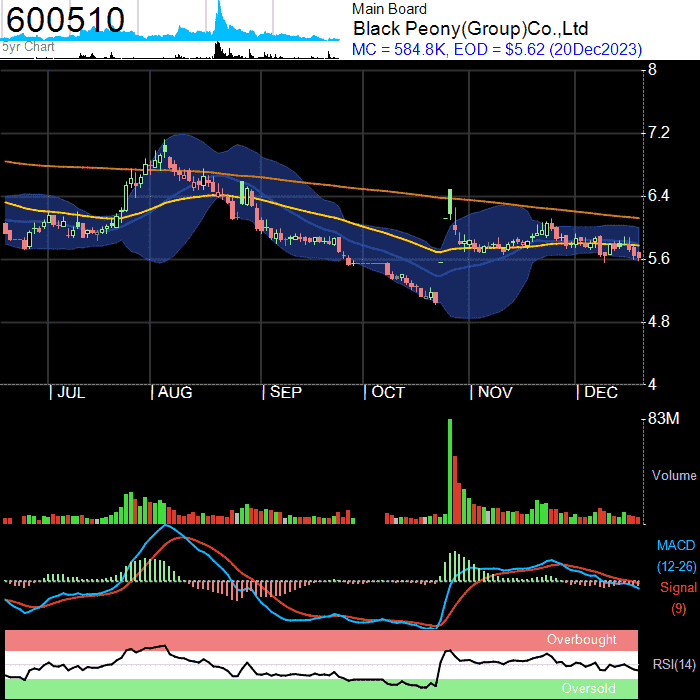 600510
5yr Chart
Main Board
Black Peony(Group)Co.,Ltd
MC = 584.8K, EOD = $5.62 (20Dec2023)
8
7.2
6.4
5.6
4.8
4
| JUL | AUG | SEP | OCT | NOV | DEC
83M
Volume
MACD
(12-26)
Signal
(9)
Overbought
RSI(14)
Oversold